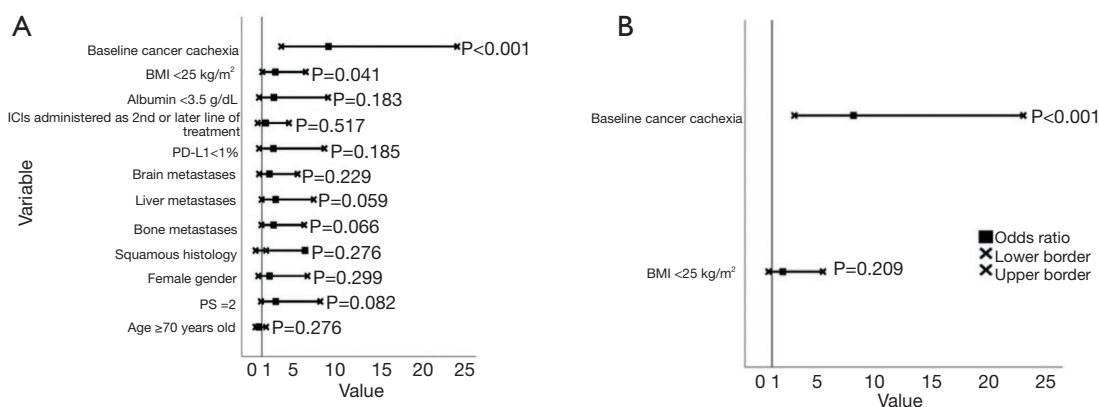 A
Baseline cancer cachexia
P<0.001
BMI <25 kg/m²
P=0.041
Albumin <3.5 g/dL
P=0.183
ICIs administered as 2nd or later line of
treatment
P=0.517
PD-L1<1%
P=0.185
Brain metastases
P=0.229
Liver metastases
P=0.059
Bone metastases
P=0.066
Squamous histology
P=0.276
Female gender
P=0.299
PS =2
P=0.082
Age ≥70 years old
P=0.276
Variable
0 1 5 10 15 20 25
Value
B
Baseline cancer cachexia
P<0.001
BMI <25 kg/m²
P=0.209
Odds ratio
Lower border
Upper border
0 1 5 10 15 20 25
Value